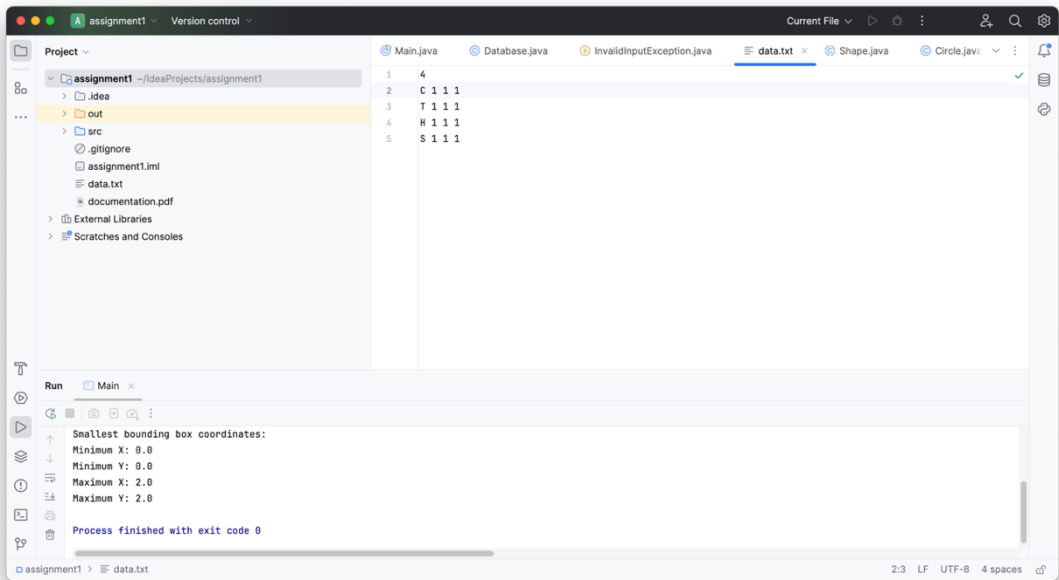 A assignment1 Version control Current File
Project
Main.java Database.java InvalidInputException.java data.txt Shape.java Circle.java
assignment1 ~/IdeaProjects/assignment1
.idea
out
src
.gitignore
assignment1.iml
data.txt
documentation.pdf
External Libraries
Scratches and Consoles
1 4
2 C 1 1 1
3 T 1 1 1
4 H 1 1 1
5 S 1 1 1
Run Main
Smallest bounding box coordinates:
Minimum X: 0.0
Minimum Y: 0.0
Maximum X: 2.0
Maximum Y: 2.0
Process finished with exit code 0
assignment1 > data.txt 2:3 LF UTF-8 4 spaces